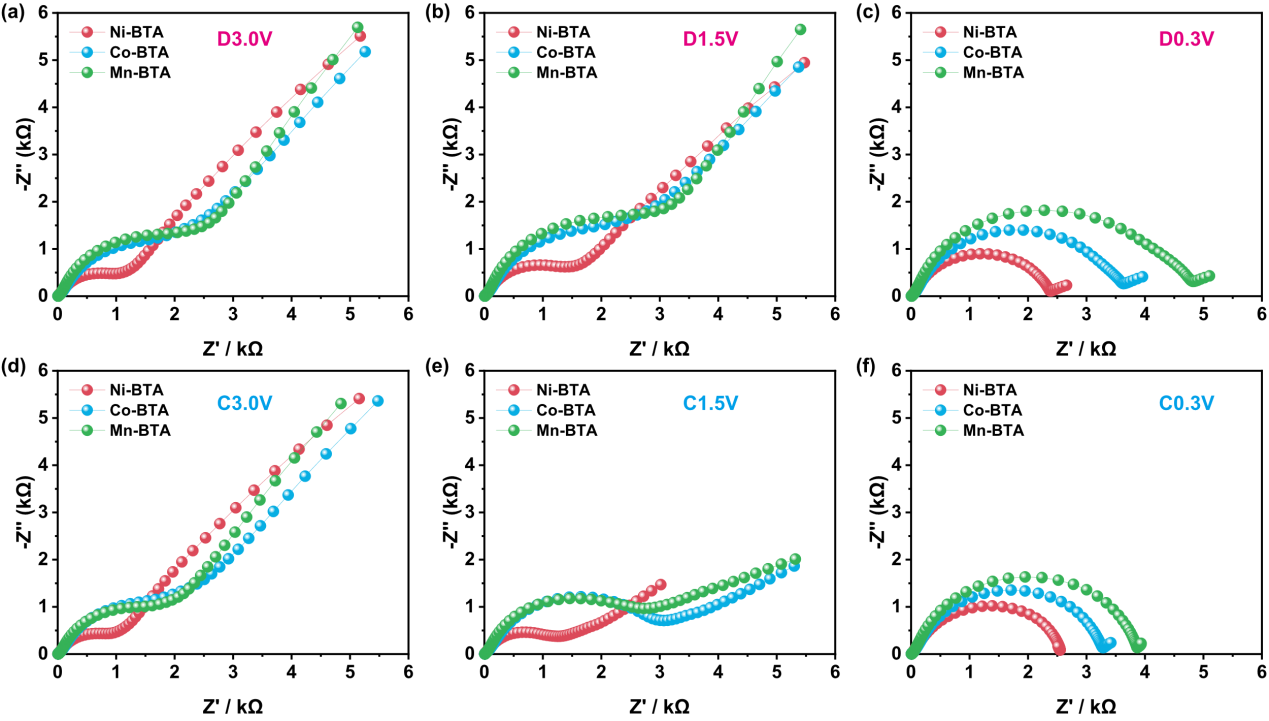 (a)
6
5
4
3
2
1
0
-Z'' (kΩ)
Ni-BTA
Co-BTA
Mn-BTA
D3.0V
0 1 2 3 4 5 6
Z' / kΩ
(b)
6
5
4
3
2
1
0
-Z'' (kΩ)
Ni-BTA
Co-BTA
Mn-BTA
D1.5V
0 1 2 3 4 5 6
Z' / kΩ
(c)
6
5
4
3
2
1
0
-Z'' (kΩ)
Ni-BTA
Co-BTA
Mn-BTA
D0.3V
0 1 2 3 4 5 6
Z' / kΩ
(d)
6
5
4
3
2
1
0
-Z'' (kΩ)
Ni-BTA
Co-BTA
Mn-BTA
C3.0V
0 1 2 3 4 5 6
Z' / kΩ
(e)
6
5
4
3
2
1
0
-Z'' (kΩ)
Ni-BTA
Co-BTA
Mn-BTA
C1.5V
0 1 2 3 4 5 6
Z' / kΩ
(f)
6
5
4
3
2
1
0
-Z'' (kΩ)
Ni-BTA
Co-BTA
Mn-BTA
C0.3V
0 1 2 3 4 5 6
Z' / kΩ